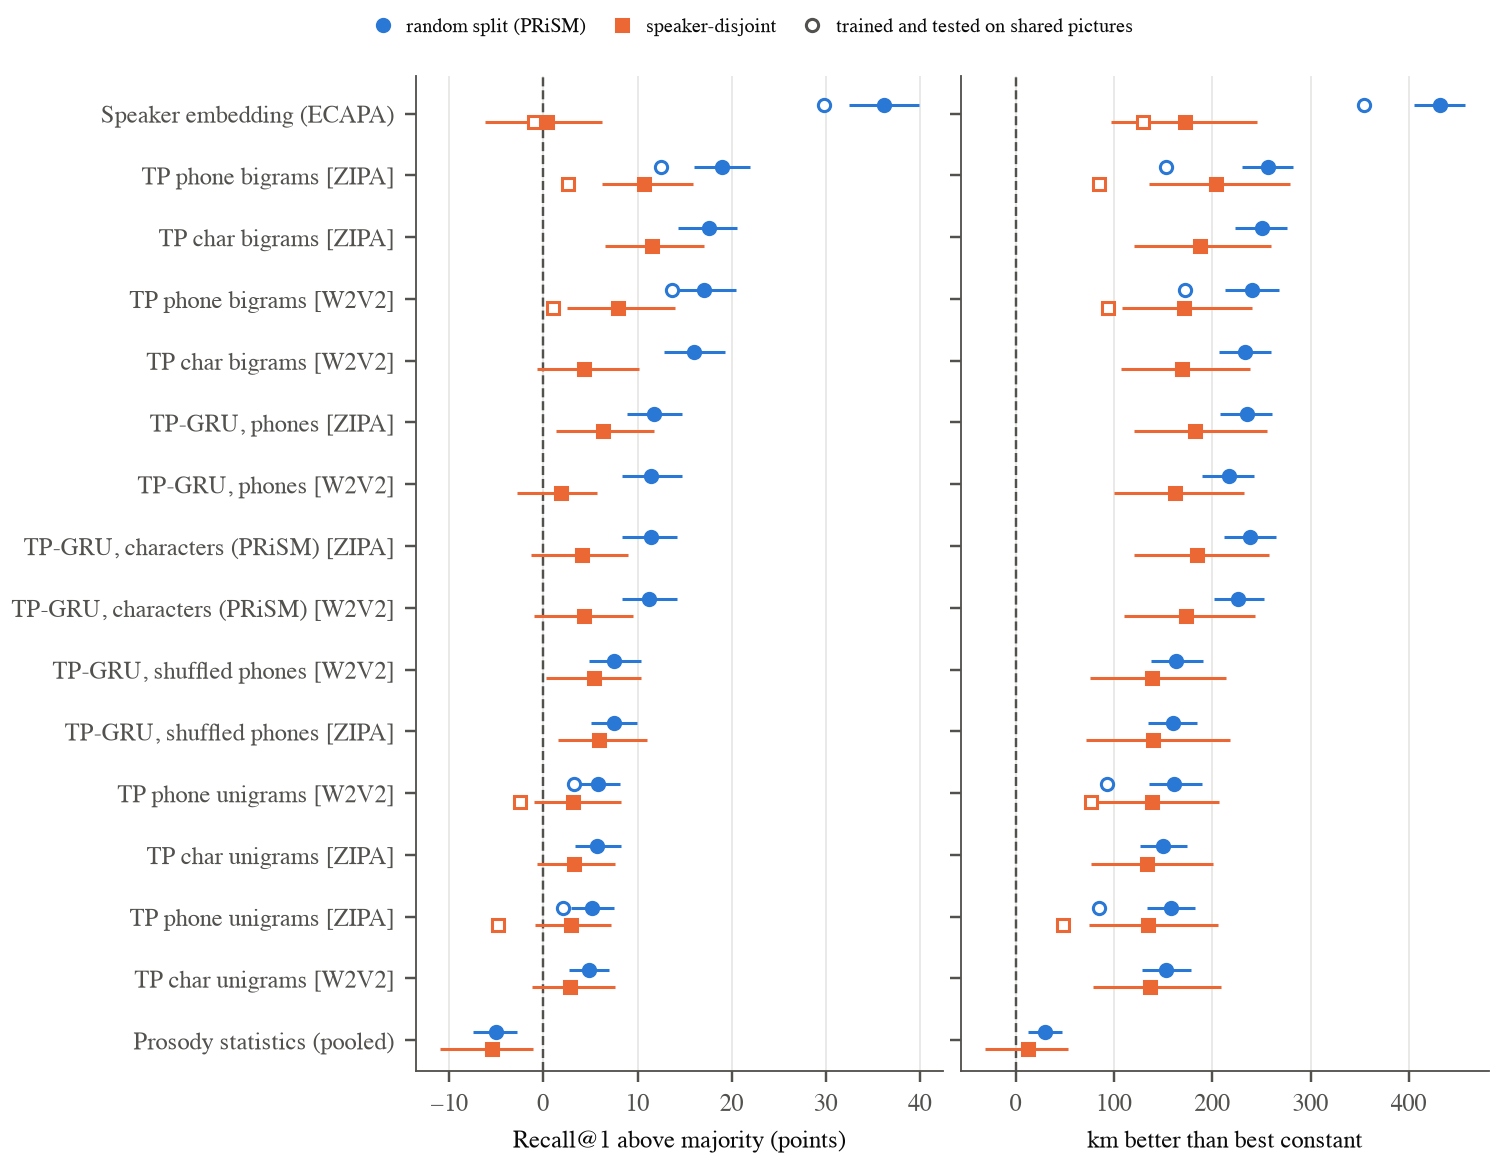 random split (PRiSM) speaker-disjoint trained and tested on shared pictures
Speaker embedding (ECAPA)
TP phone bigrams [ZIPA]
TP char bigrams [ZIPA]
TP phone bigrams [W2V2]
TP char bigrams [W2V2]
TP-GRU, phones [ZIPA]
TP-GRU, phones [W2V2]
TP-GRU, characters (PRiSM) [ZIPA]
TP-GRU, characters (PRiSM) [W2V2]
TP-GRU, shuffled phones [W2V2]
TP-GRU, shuffled phones [ZIPA]
TP phone unigrams [W2V2]
TP char unigrams [ZIPA]
TP phone unigrams [ZIPA]
TP char unigrams [W2V2]
Prosody statistics (pooled)
−10 0 10 20 30 40 0 100 200 300 400
Recall@1 above majority (points) km better than best constant